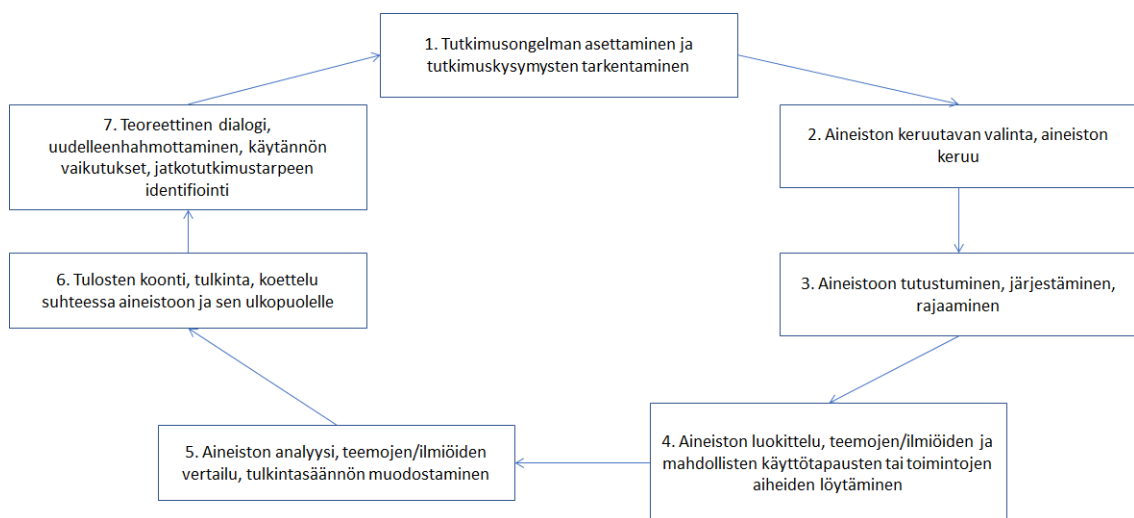 1. Tutkimusongelman asettaminen ja
tutkimuskysymysten tarkentaminen
2. Aineiston keruutavan valinta, aineiston
keruu
3. Aineistoon tutustuminen, järjestäminen,
rajaaminen
4. Aineiston luokittelu, teemojen/ilmiöiden ja
mahdollisten käyttötapausten tai toimintojen
aiheiden löytäminen
5. Aineiston analyysi, teemojen/ilmiöiden
vertailu, tulkintasäännön muodostaminen
6. Tulosten koonti, tulkinta, koettelu
suhteessa aineistoon ja sen ulkopuolelle
7. Teoreettinen dialogi,
uudelleenhahmottaminen, käytännön
vaikutukset, jatkotutkimustarpeen
identifiointi